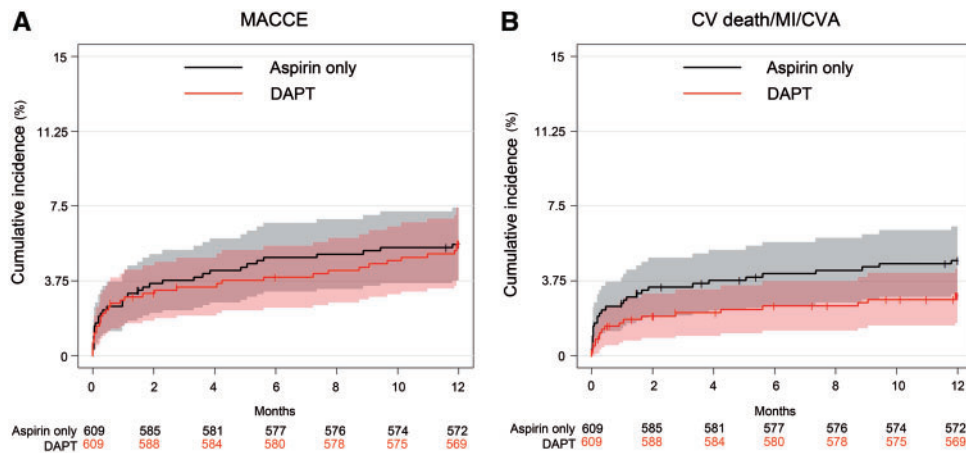 A
MACCE
Cumulative incidence (%)
15
11.25
7.5
3.75
0
Aspirin only
DAPT
0 2 4 6 8 10 12
Months
Aspirin only 609 585 581 577 576 574 572
DAPT 609 588 584 580 578 575 569
B
CV death/MI/CVA
Cumulative incidence (%)
15
11.25
7.5
3.75
0
Aspirin only
DAPT
0 2 4 6 8 10 12
Months
609 585 581 577 576 574 572
609 588 584 580 578 575 569